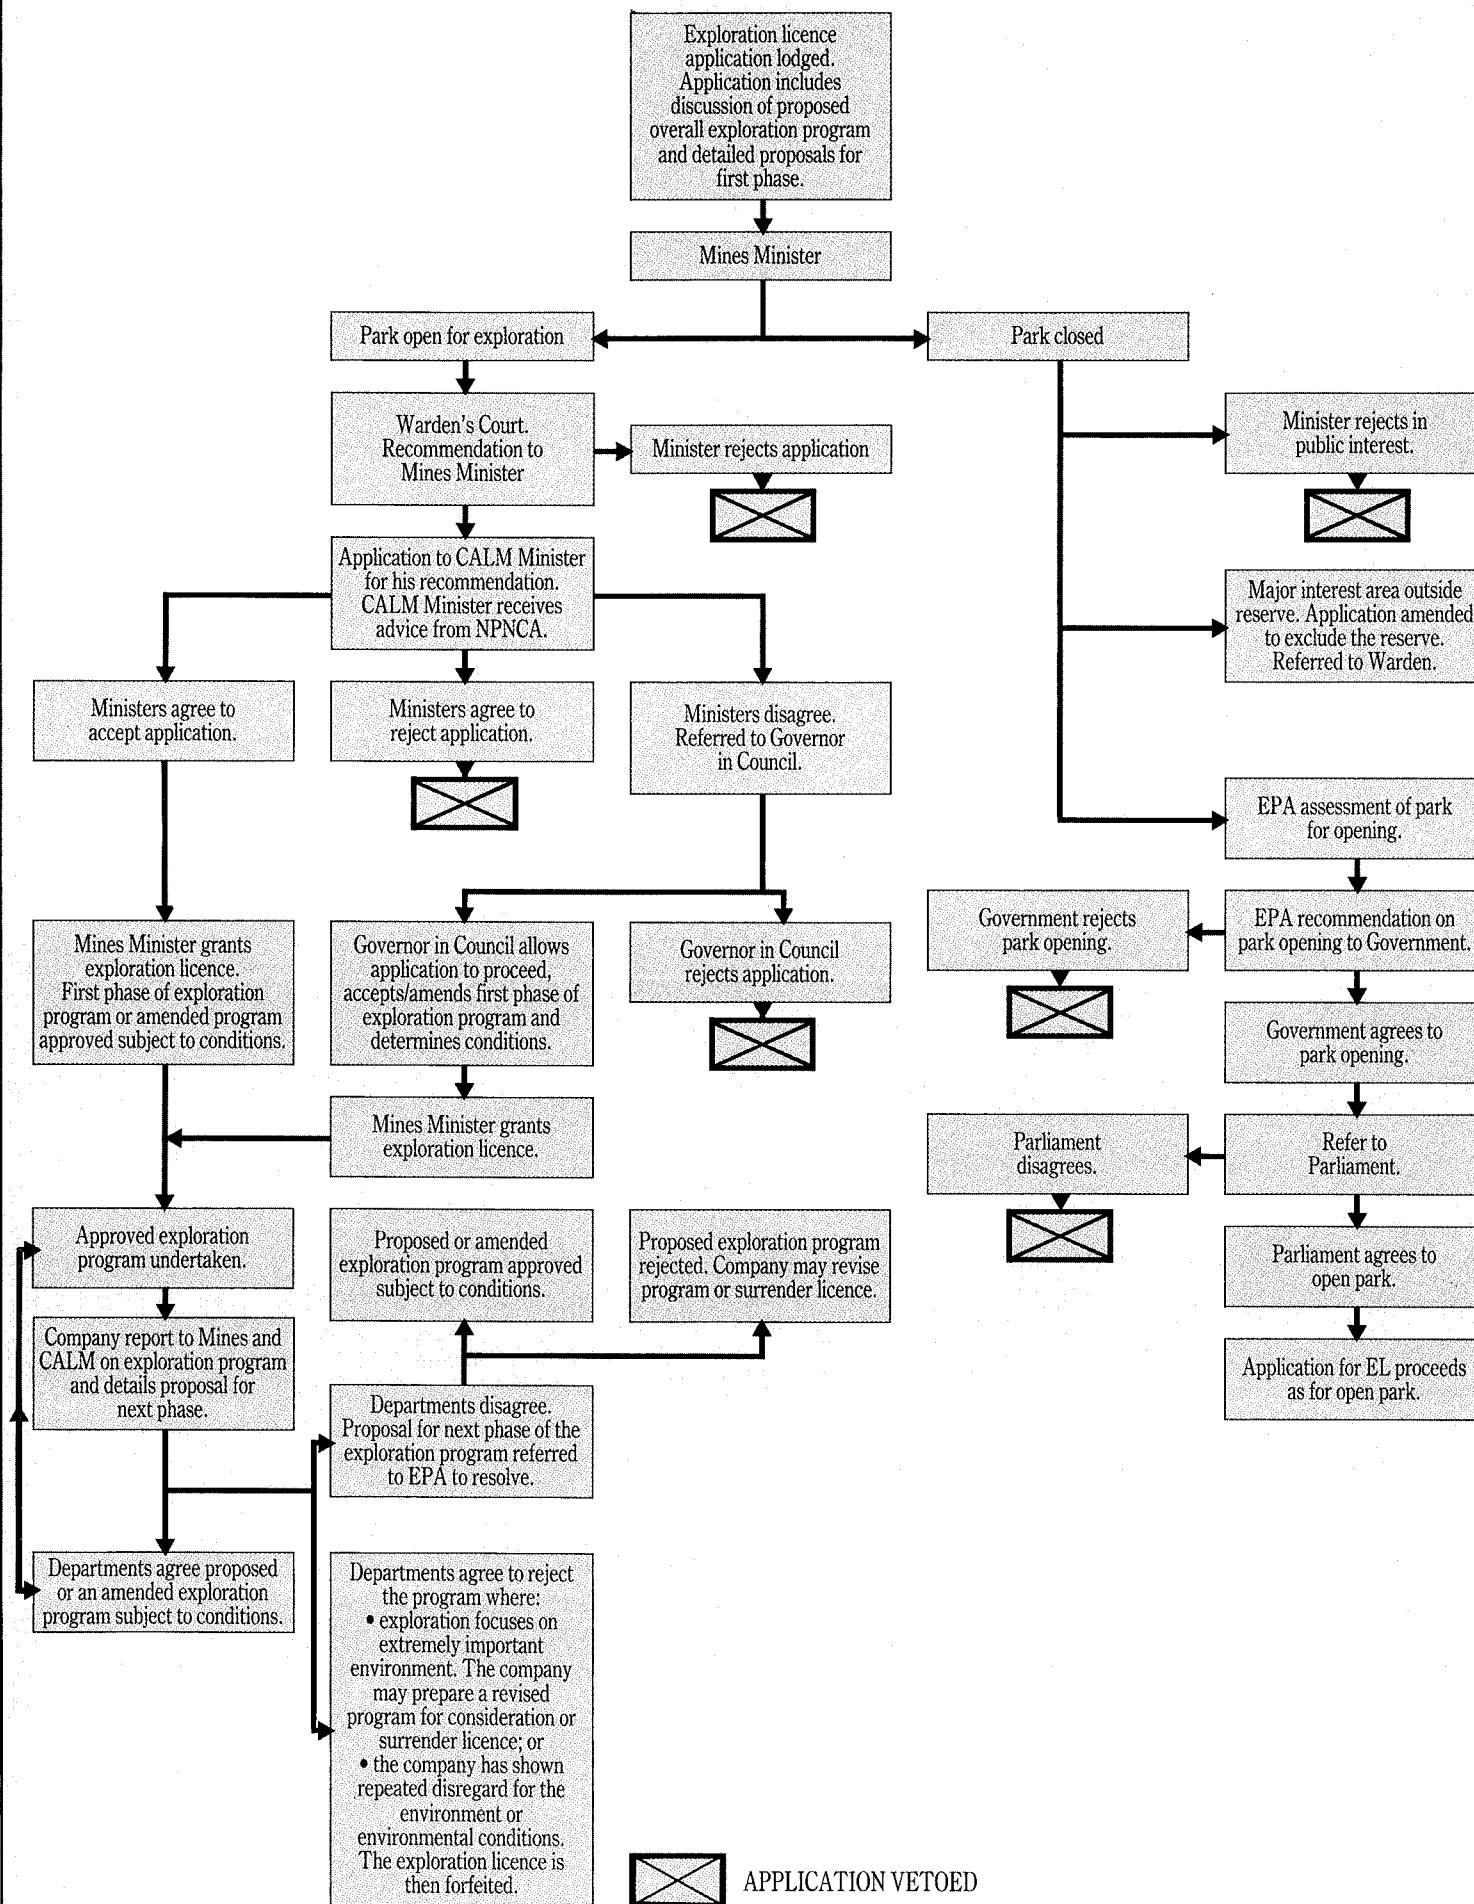 Exploration licence
application lodged.
Application includes
discussion of proposed
overall exploration program
and detailed proposals for
first phase.
Mines Minister
Park open for exploration
Park closed
Warden's Court.
Recommendation to
Mines Minister
Minister rejects application
Minister rejects in
public interest.
Application to CALM Minister
for his recommendation.
CALM Minister receives
advice from NPNCA.
Major interest area outside
reserve. Application amended
to exclude the reserve.
Referred to Warden.
Ministers agree to
accept application.
Ministers agree to
reject application.
Ministers disagree.
Referred to Governor
in Council.
EPA assessment of park
for opening.
Government rejects
park opening.
EPA recommendation on
park opening to Government.
Mines Minister grants
exploration licence.
First phase of exploration
program or amended program
approved subject to conditions.
Governor in Council allows
application to proceed,
accepts/amends first phase of
exploration program and
determines conditions.
Governor in Council
rejects application.
Government agrees to
park opening.
Mines Minister grants
exploration licence.
Parliament
disagrees.
Refer to
Parliament.
Approved exploration
program undertaken.
Proposed or amended
exploration program approved
subject to conditions.
Proposed exploration program
rejected. Company may revise
program or surrender licence.
Parliament agrees to
open park.
Company report to Mines and
CALM on exploration program
and details proposal for
next phase.
Application for EL proceeds
as for open park.
Departments disagree.
Proposal for next phase of the
exploration program referred
to EPA to resolve.
Departments agree proposed
or an amended exploration
program subject to conditions.
Departments agree to reject
the program where:
• exploration focuses on
extremely important
environment. The company
may prepare a revised
program for consideration or
surrender licence; or
• the company has shown
repeated disregard for the
environment or
environmental conditions.
The exploration licence is
then forfeited.
APPLICATION VETOED